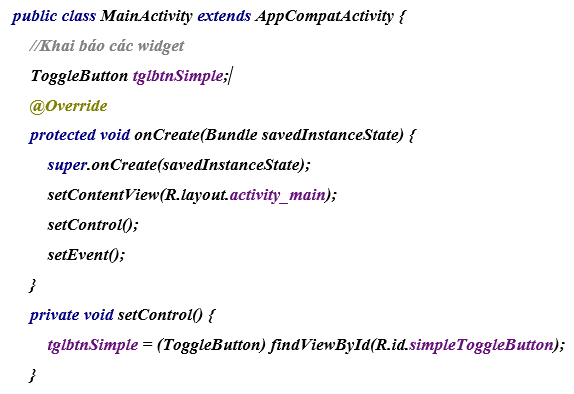 public class MainActivity extends AppCompatActivity {
//Khai báo các widget
ToggleButton tglbtnSimple;
@Override
protected void onCreate(Bundle savedInstanceState) {
super.onCreate(savedInstanceState);
setContentView(R.layout.activity_main);
setControl();
setEvent();
}
private void setControl() {
tglbtnSimple = (ToggleButton) findViewById(R.id.simpleToggleButton);
}